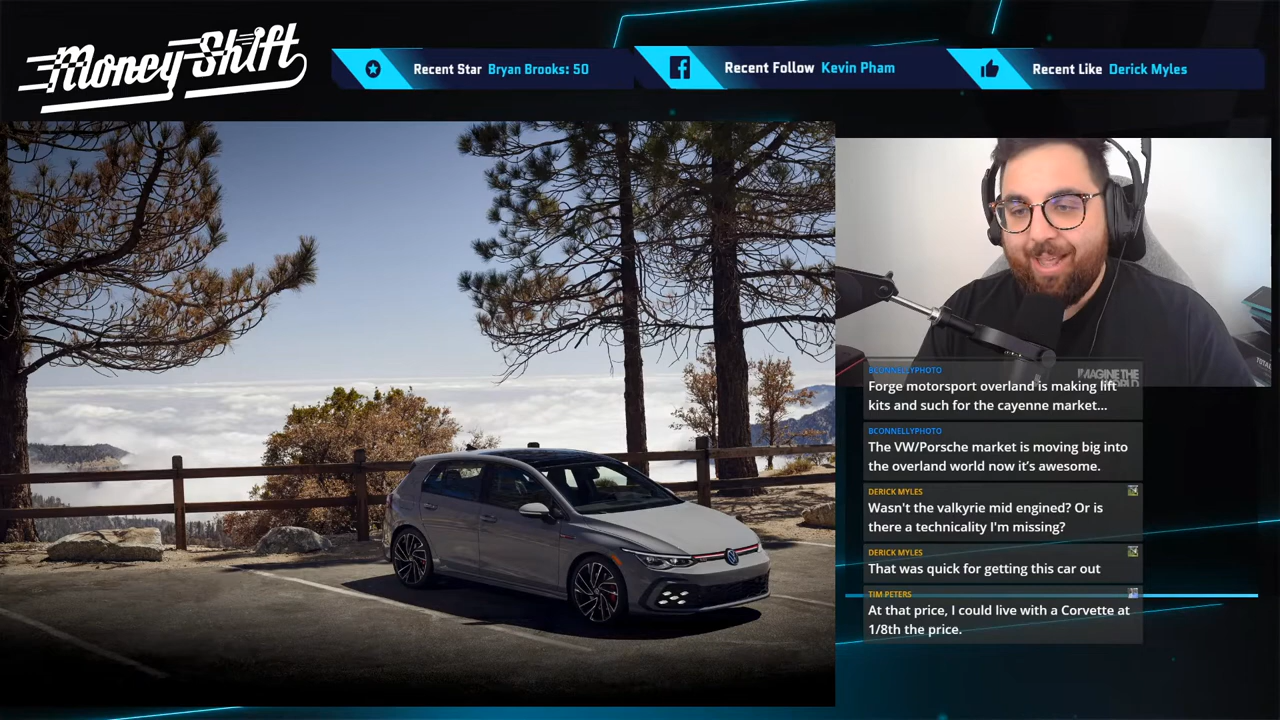 Money Shift
Recent Star Bryan Brooks: 50
Recent Follow Kevin Pham
Recent Like Derick Myles
IMAGINE THE
BCONNELLYPHOTO
Forge motorsport overland is making lift
kits and such for the cayenne market...
BCONNELLYPHOTO
The VW/Porsche market is moving big into
the overland world now it’s awesome.
DERICK MYLES
Wasn't the valkyrie mid engined? Or is
there a technicality I'm missing?
DERICK MYLES
That was quick for getting this car out
TIM PETERS
At that price, I could live with a Corvette at
1/8th the price.